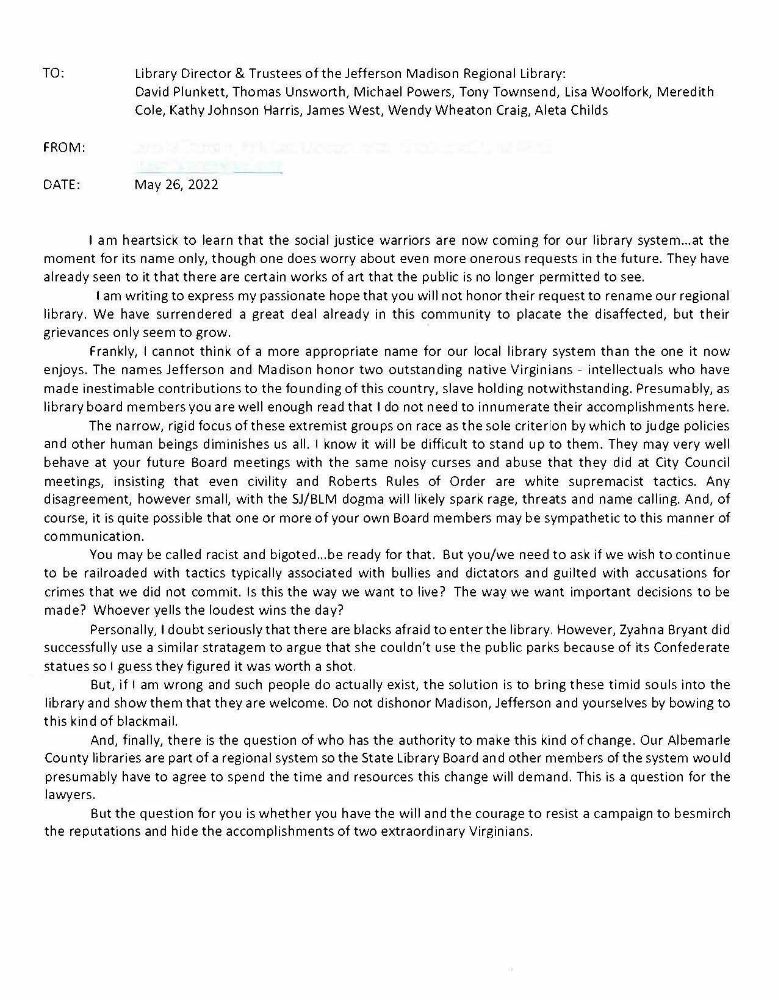 TO: Library Director & Trustees of the Jefferson Madison Regional Library:
David Plunkett, Thomas Unsworth, Michael Powers, Tony Townsend, Lisa Woolfork, Meredith
Cole, Kathy Johnson Harris, James West, Wendy Wheaton Craig, Aleta Childs
FROM:
DATE: May 26, 2022
I am heartsick to learn that the social justice warriors are now coming for our library system...at the
moment for its name only, though one does worry about even more onerous requests in the future. They have
already seen to it that there are certain works of art that the public is no longer permitted to see.
I am writing to express my passionate hope that you will not honor their request to rename our regional
library. We have surrendered a great deal already in this community to placate the disaffected, but their
grievances only seem to grow.
Frankly, I cannot think of a more appropriate name for our local library system than the one it now
enjoys. The names Jefferson and Madison honor two outstanding native Virginians - intellectuals who have
made inestimable contributions to the founding of this country, slave holding notwithstanding. Presumably, as
library board members you are well enough read that I do not need to innumerate their accomplishments here.
The narrow, rigid focus of these extremist groups on race as the sole criterion by which to judge policies
and other human beings diminishes us all. I know it will be difficult to stand up to them. They may very well
behave at your future Board meetings with the same noisy curses and abuse that they did at City Council
meetings, insisting that even civility and Roberts Rules of Order are white supremacist tactics. Any
disagreement, however small, with the SJ/BLM dogma will likely spark rage, threats and name calling. And, of
course, it is quite possible that one or more of your own Board members may be sympathetic to this manner of
communication.
You may be called racist and bigoted...be ready for that. But you/we need to ask if we wish to continue
to be railroaded with tactics typically associated with bullies and dictators and guilted with accusations for
crimes that we did not commit. Is this the way we want to live? The way we want important decisions to be
made? Whoever yells the loudest wins the day?
Personally, I doubt seriously that there are blacks afraid to enter the library. However, Zyahna Bryant did
successfully use a similar stratagem to argue that she couldn't use the public parks because of its Confederate
statues so I guess they figured it was worth a shot.
But, if I am wrong and such people do actually exist, the solution is to bring these timid souls into the
library and show them that they are welcome. Do not dishonor Madison, Jefferson and yourselves by bowing to
this kind of blackmail.
And, finally, there is the question of who has the authority to make this kind of change. Our Albemarle
County libraries are part of a regional system so the State Library Board and other members of the system would
presumably have to agree to spend the time and resources this change will demand. This is a question for the
lawyers.
But the question for you is whether you have the will and the courage to resist a campaign to besmirch
the reputations and hide the accomplishments of two extraordinary Virginians.